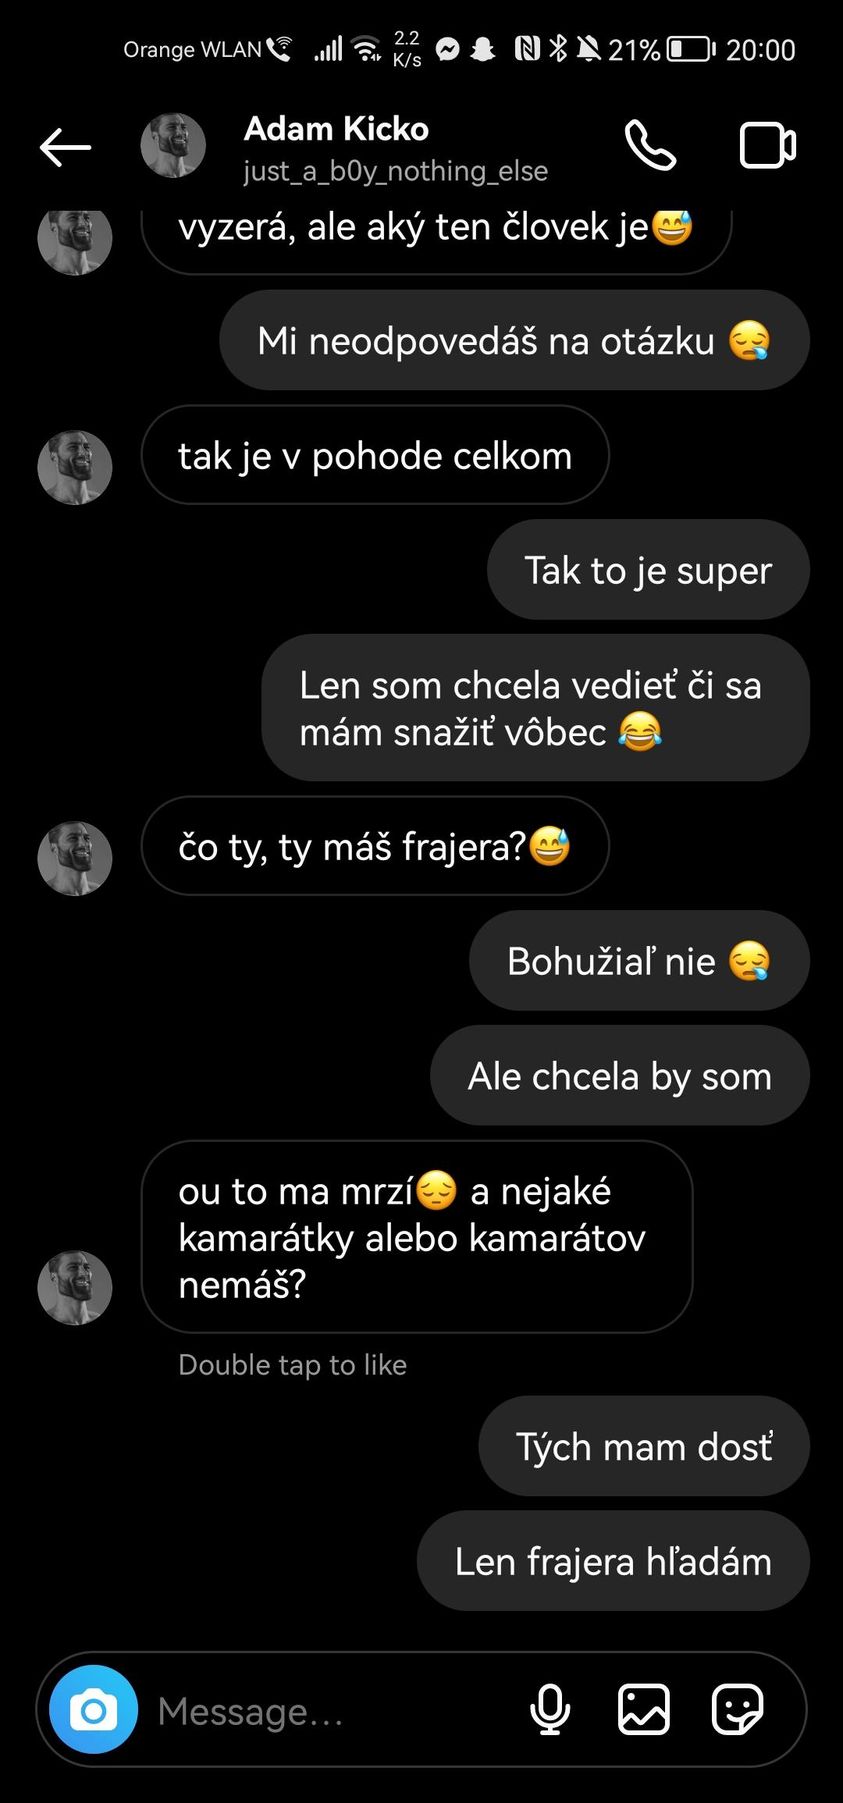 Orange WLAN 2.2 K/s 21% 20:00
Adam Kicko
just_a_b0y_nothing_else
vyzerá, ale aký ten človek je😅
Mi neodpovedáš na otázku 😪
tak je v pohode celkom
Tak to je super
Len som chcela vedieť či sa
mám snažiť vôbec 😂
čo ty, ty máš frajera?😅
Bohužiaľ nie 😪
Ale chcela by som
ou to ma mrzí😔 a nejaké
kamarátky alebo kamarátov
nemáš?
Double tap to like
Tých mam dosť
Len frajera hľadám
Message...